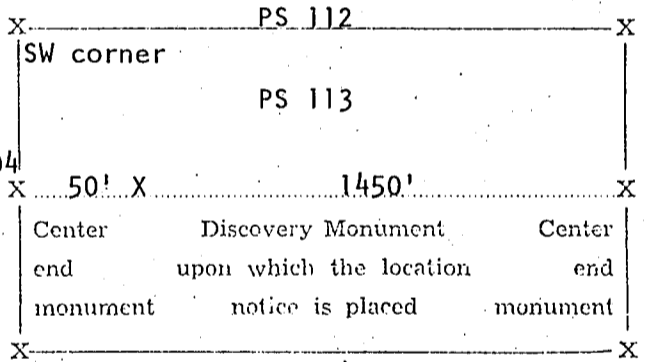 X PS 112 X
SW corner
PS 113
04
X 50' X 1450' X
Center Discovery Monument Center
end upon which the location end
monument notice is placed monument
X X